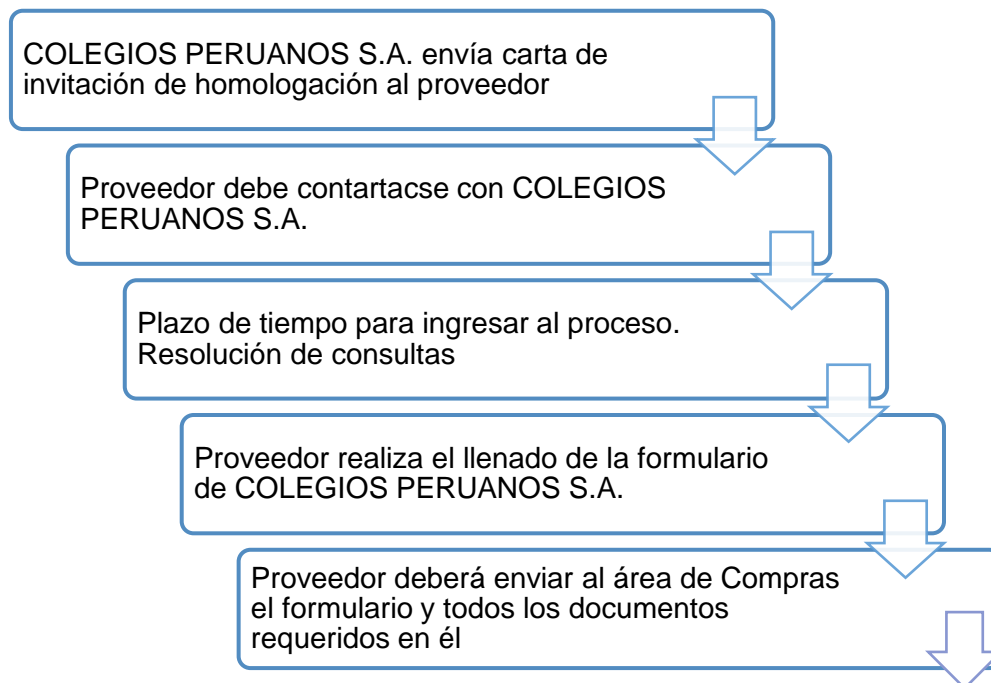 COLEGIOS PERUANOS S.A. envía carta de
invitación de homologación al proveedor
Proveedor debe contartacse con COLEGIOS
PERUANOS S.A.
Plazo de tiempo para ingresar al proceso.
Resolución de consultas
Proveedor realiza el llenado de la formulario
de COLEGIOS PERUANOS S.A.
Proveedor deberá enviar al área de Compras
el formulario y todos los documentos
requeridos en él